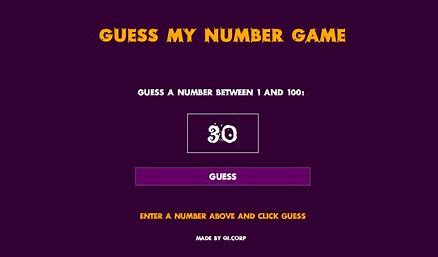 GUESS MY NUMBER GAME
GUESS A NUMBER BETWEEN 1 AND 100:
30
GUESS
ENTER A NUMBER ABOVE AND CLICK GUESS
MADE BY GI.CORP